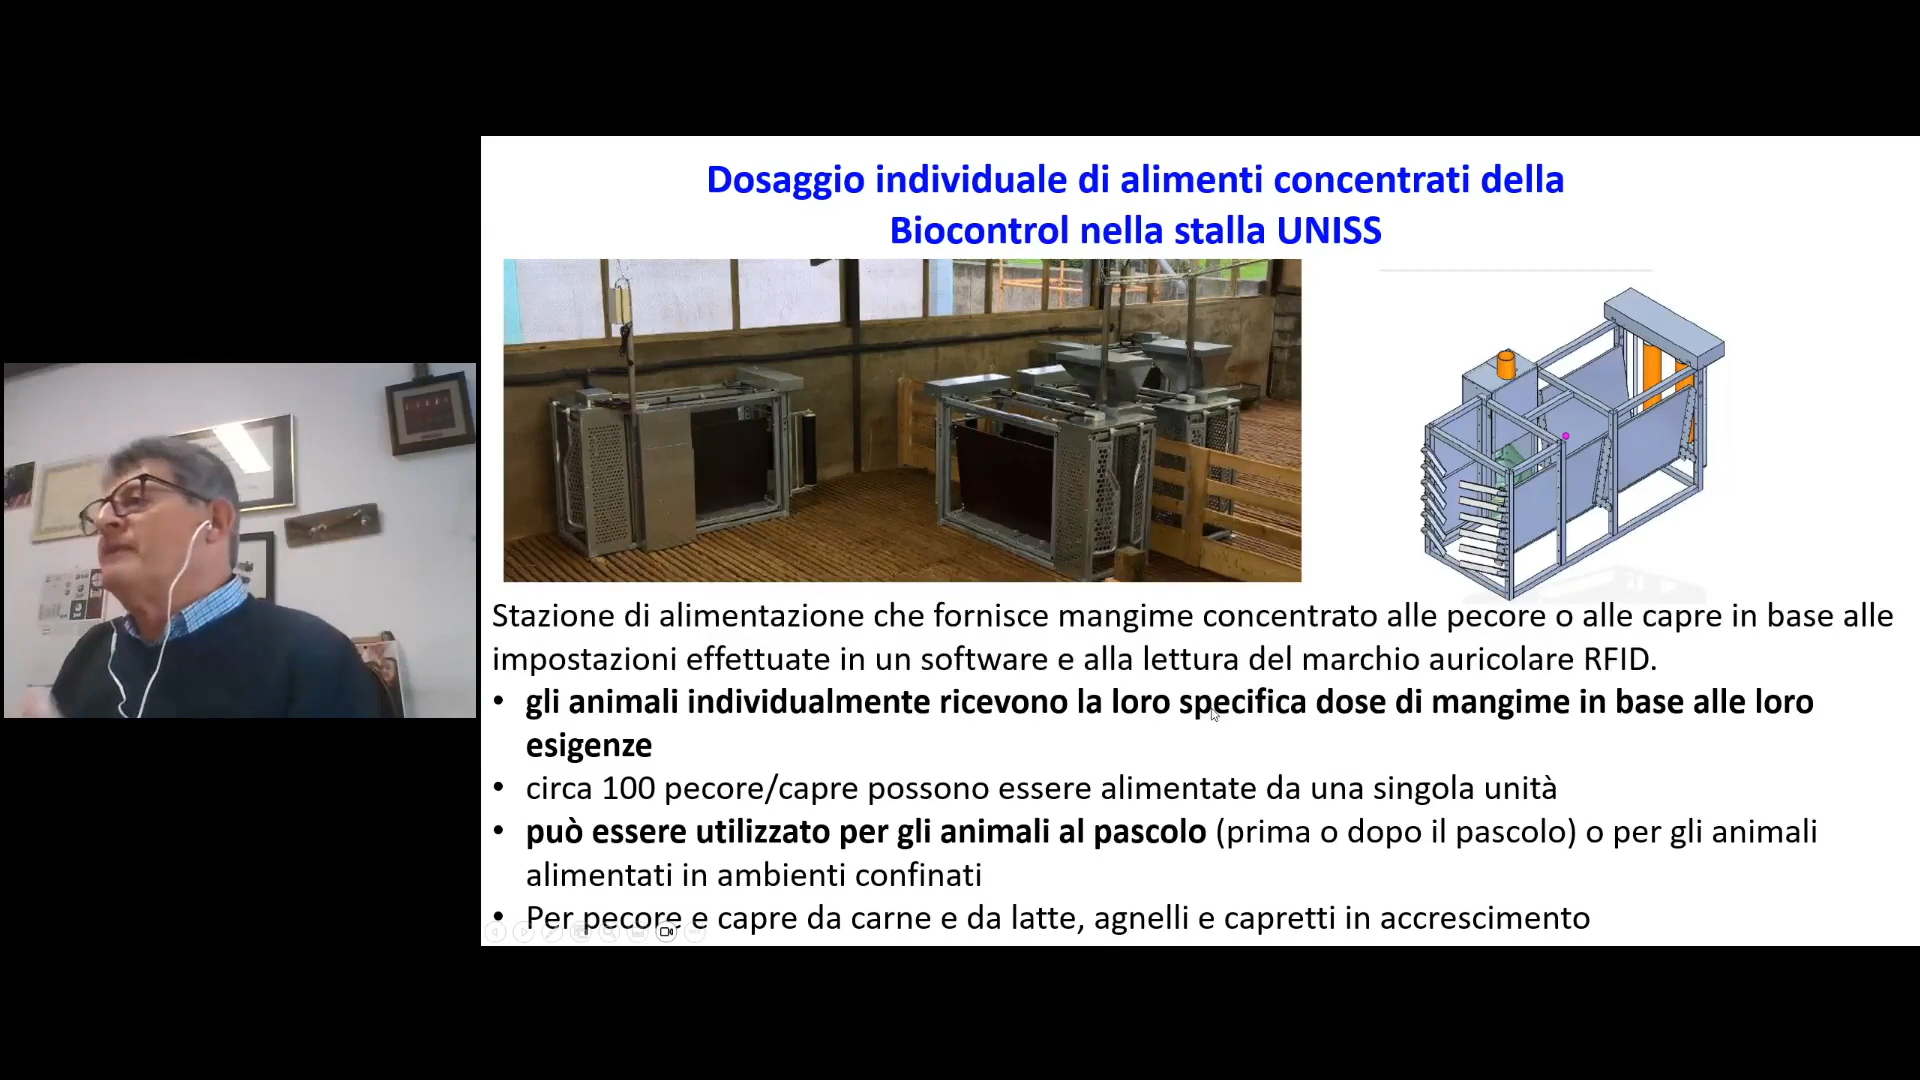 Dosaggio individuale di alimenti concentrati della
Biocontrol nella stalla UNISS
Stazione di alimentazione che fornisce mangime concentrato alle pecore o alle capre in base alle
impostazioni effettuate in un software e alla lettura del marchio auricolare RFID.
• gli animali individualmente ricevono la loro specifica dose di mangime in base alle loro
esigenze
• circa 100 pecore/capre possono essere alimentate da una singola unità
• può essere utilizzato per gli animali al pascolo (prima o dopo il pascolo) o per gli animali
alimentati in ambienti confinati
• Per pecore e capre da carne e da latte, agnelli e capretti in accrescimento